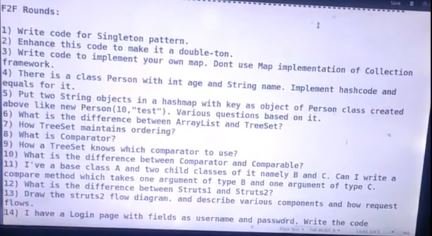 F2F Rounds:
1) Write code for Singleton pattern.
2) Enhance this code to make it a double-ton.
3) Write code to implement your own map. Dont use Map implementation of Collection
framework.
4) There is a class Person with int age and String name. Implement hashcode and
equals for it.
5) Put two String objects in a hashmap with key as object of Person class created
above like new Person(10,"test"). Various questions based on it.
6) What is the difference between ArrayList and TreeSet?
7) How TreeSet maintains ordering?
8) What is Comparator?
9) How a TreeSet knows which comparator to use?
10) What is the difference between Comparator and Comparable?
11) I've a base class A and two child classes of it namely B and C. Can I write a
compare method which takes one argument of type B and one argument of type C.
12) What is the difference between Struts1 and Struts2?
13) Draw the struts2 flow diagram. and describe various components and how request
flows.
14) I have a Login page with fields as username and password. Write the code